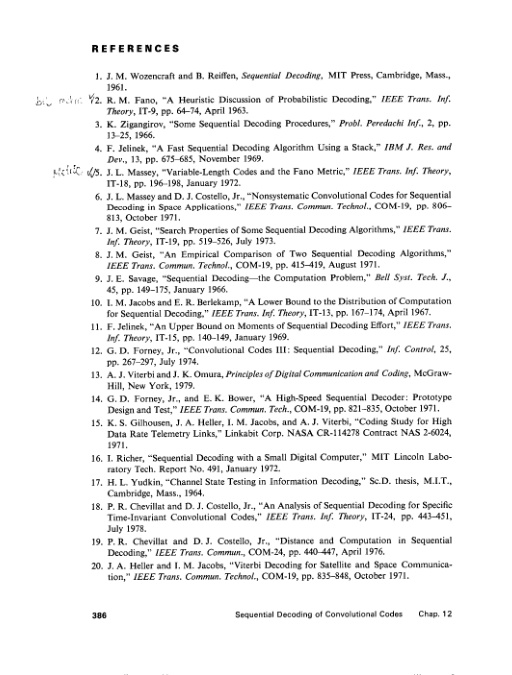 REFERENCES
1. J. M. Wozencraft and B. Reiffen, Sequential Decoding, MIT Press, Cambridge, Mass.,
1961.
2. R. M. Fano, "A Heuristic Discussion of Probabilistic Decoding," IEEE Trans. Inf.
Theory, IT-9, pp. 64–74, April 1963.
3. K. Zigangirov, "Some Sequential Decoding Procedures," Probl. Peredachi Inf., 2, pp.
13–25, 1966.
4. F. Jelinek, "A Fast Sequential Decoding Algorithm Using a Stack," IBM J. Res. and
Dev., 13, pp. 675–685, November 1969.
metric 5. J. L. Massey, "Variable-Length Codes and the Fano Metric," IEEE Trans. Inf. Theory,
IT-18, pp. 196–198, January 1972.
6. J. L. Massey and D. J. Costello, Jr., "Nonsystematic Convolutional Codes for Sequential
Decoding in Space Applications," IEEE Trans. Commun. Technol., COM-19, pp. 806–
813, October 1971.
7. J. M. Geist, "Search Properties of Some Sequential Decoding Algorithms," IEEE Trans.
Inf. Theory, IT-19, pp. 519–526, July 1973.
8. J. M. Geist, "An Empirical Comparison of Two Sequential Decoding Algorithms,"
IEEE Trans. Commun. Technol., COM-19, pp. 415–419, August 1971.
9. J. E. Savage, "Sequential Decoding—the Computation Problem," Bell Syst. Tech. J.,
45, pp. 149–175, January 1966.
10. I. M. Jacobs and E. R. Berlekamp, "A Lower Bound to the Distribution of Computation
for Sequential Decoding," IEEE Trans. Inf. Theory, IT-13, pp. 167–174, April 1967.
11. F. Jelinek, "An Upper Bound on Moments of Sequential Decoding Effort," IEEE Trans.
Inf. Theory, IT-15, pp. 140–149, January 1969.
12. G. D. Forney, Jr., "Convolutional Codes III: Sequential Decoding," Inf. Control, 25,
pp. 267–297, July 1974.
13. A. J. Viterbi and J. K. Omura, Principles of Digital Communication and Coding, McGraw-
Hill, New York, 1979.
14. G. D. Forney, Jr., and E. K. Bower, "A High-Speed Sequential Decoder: Prototype
Design and Test," IEEE Trans. Commun. Tech., COM-19, pp. 821–835, October 1971.
15. K. S. Gilhousen, J. A. Heller, I. M. Jacobs, and A. J. Viterbi, "Coding Study for High
Data Rate Telemetry Links," Linkabit Corp. NASA CR-114278 Contract NAS 2-6024,
1971.
16. I. Richer, "Sequential Decoding with a Small Digital Computer," MIT Lincoln Labo-
ratory Tech. Report No. 491, January 1972.
17. H. L. Yudkin, "Channel State Testing in Information Decoding," Sc.D. thesis, M.I.T.,
Cambridge, Mass., 1964.
18. P. R. Chevillat and D. J. Costello, Jr., "An Analysis of Sequential Decoding for Specific
Time-Invariant Convolutional Codes," IEEE Trans. Inf. Theory, IT-24, pp. 443–451,
July 1978.
19. P. R. Chevillat and D. J. Costello, Jr., "Distance and Computation in Sequential
Decoding," IEEE Trans. Commun., COM-24, pp. 440–447, April 1976.
20. J. A. Heller and I. M. Jacobs, "Viterbi Decoding for Satellite and Space Communica-
tion," IEEE Trans. Commun. Technol., COM-19, pp. 835–848, October 1971.
386 Sequential Decoding of Convolutional Codes Chap. 12